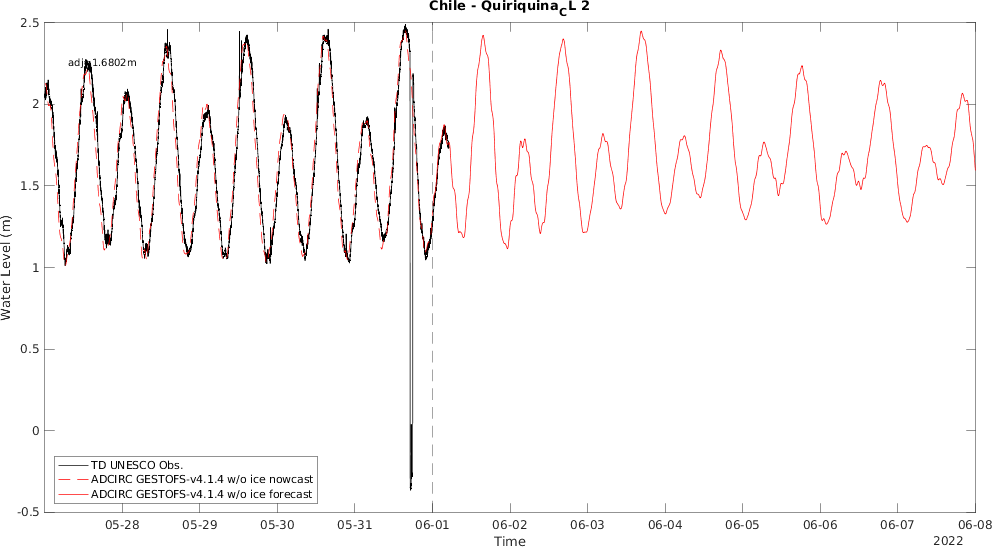 Chile - Quiriquina_CL 2
2.5
adj: 1.6802m
2
1.5
Water Level (m)
1
0.5
0
TD UNESCO Obs.
ADCIRC GESTOFS-v4.1.4 w/o ice nowcast
ADCIRC GESTOFS-v4.1.4 w/o ice forecast
-0.5
05-28 05-29 05-30 05-31 06-01 06-02 06-03 06-04 06-05 06-06 06-07 06-08
Time
2022